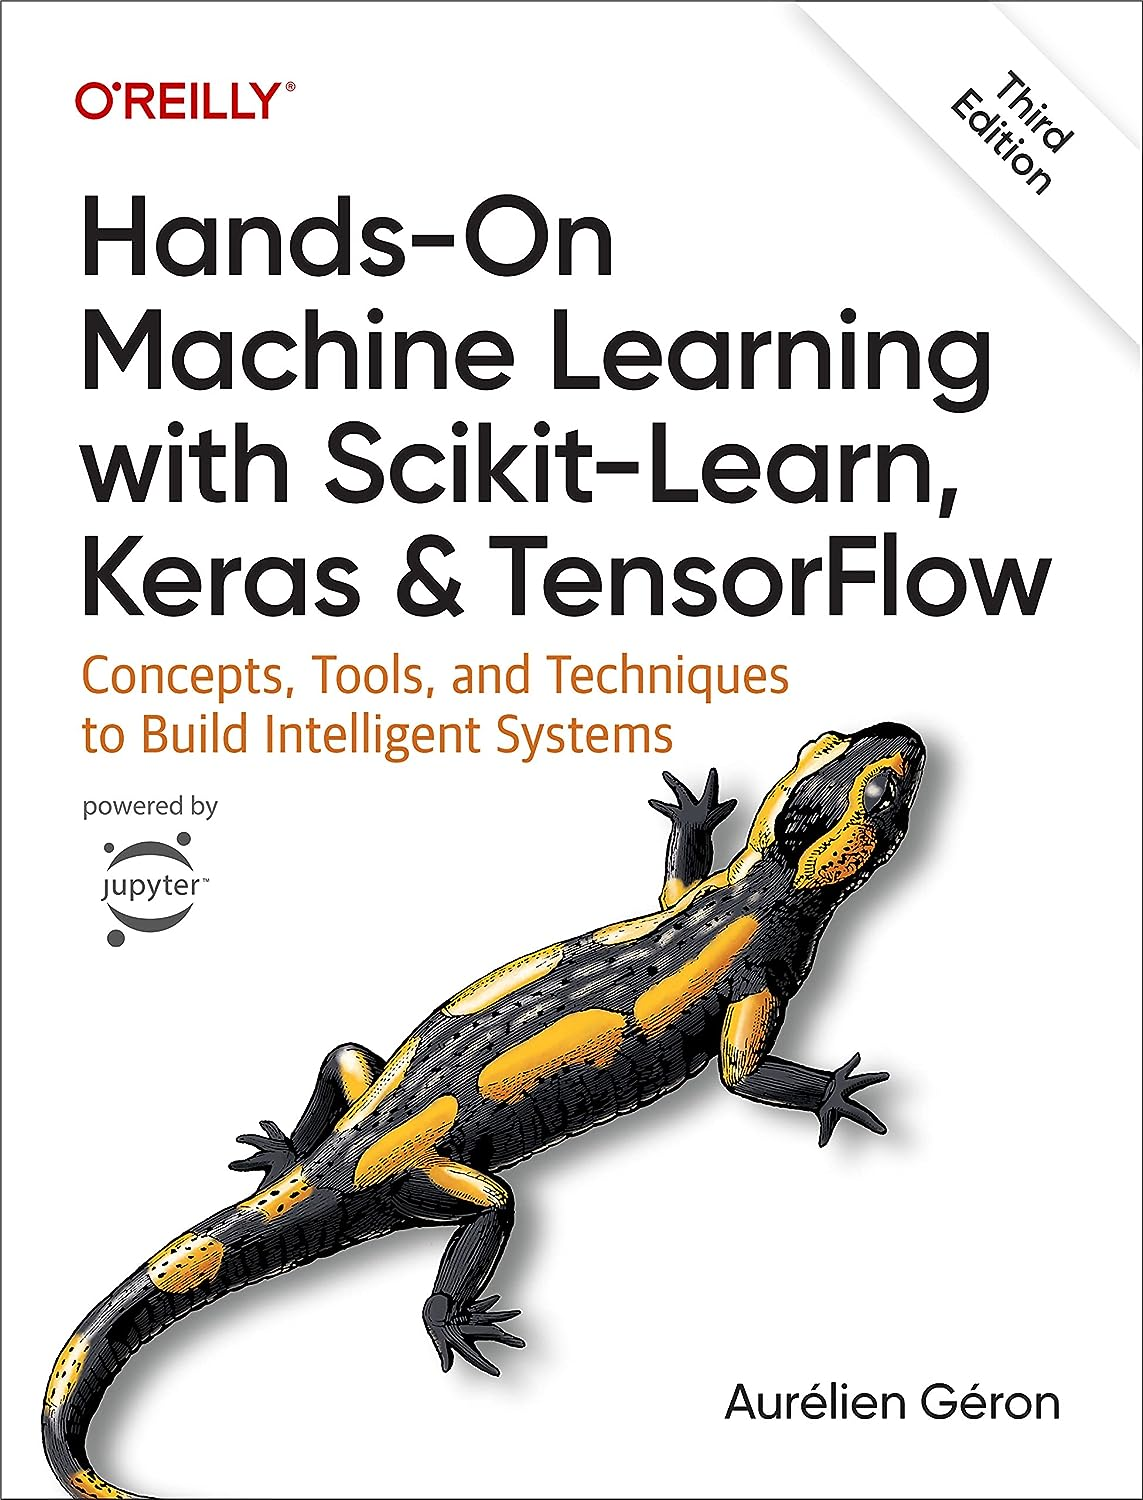 O'REILLY®
Third
Edition
Hands-On
Machine Learning
with Scikit-Learn,
Keras & TensorFlow
Concepts, Tools, and Techniques
to Build Intelligent Systems
powered by
jupyter™
Aurélien Géron